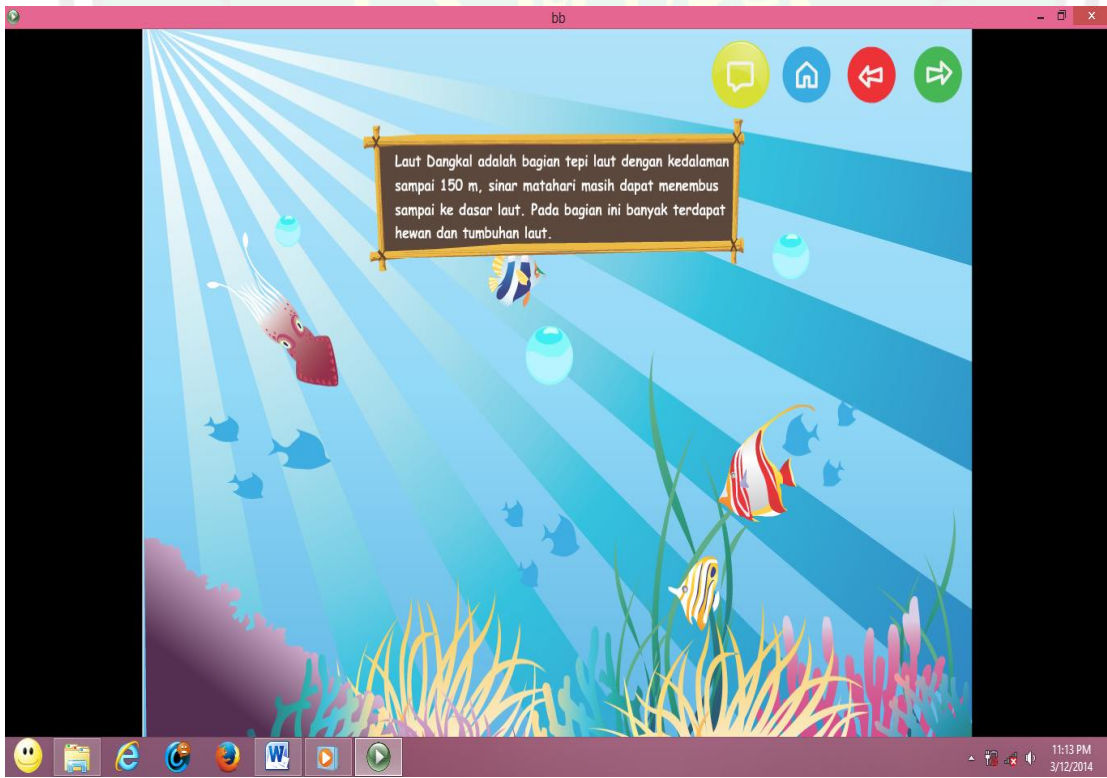 bb
Laut Dangkal adalah bagian tepi laut dengan kedalaman
sampai 150 m, sinar matahari masih dapat menembus
sampai ke dasar laut. Pada bagian ini banyak terdapat
hewan dan tumbuhan laut.
11:13 PM
3/12/2014